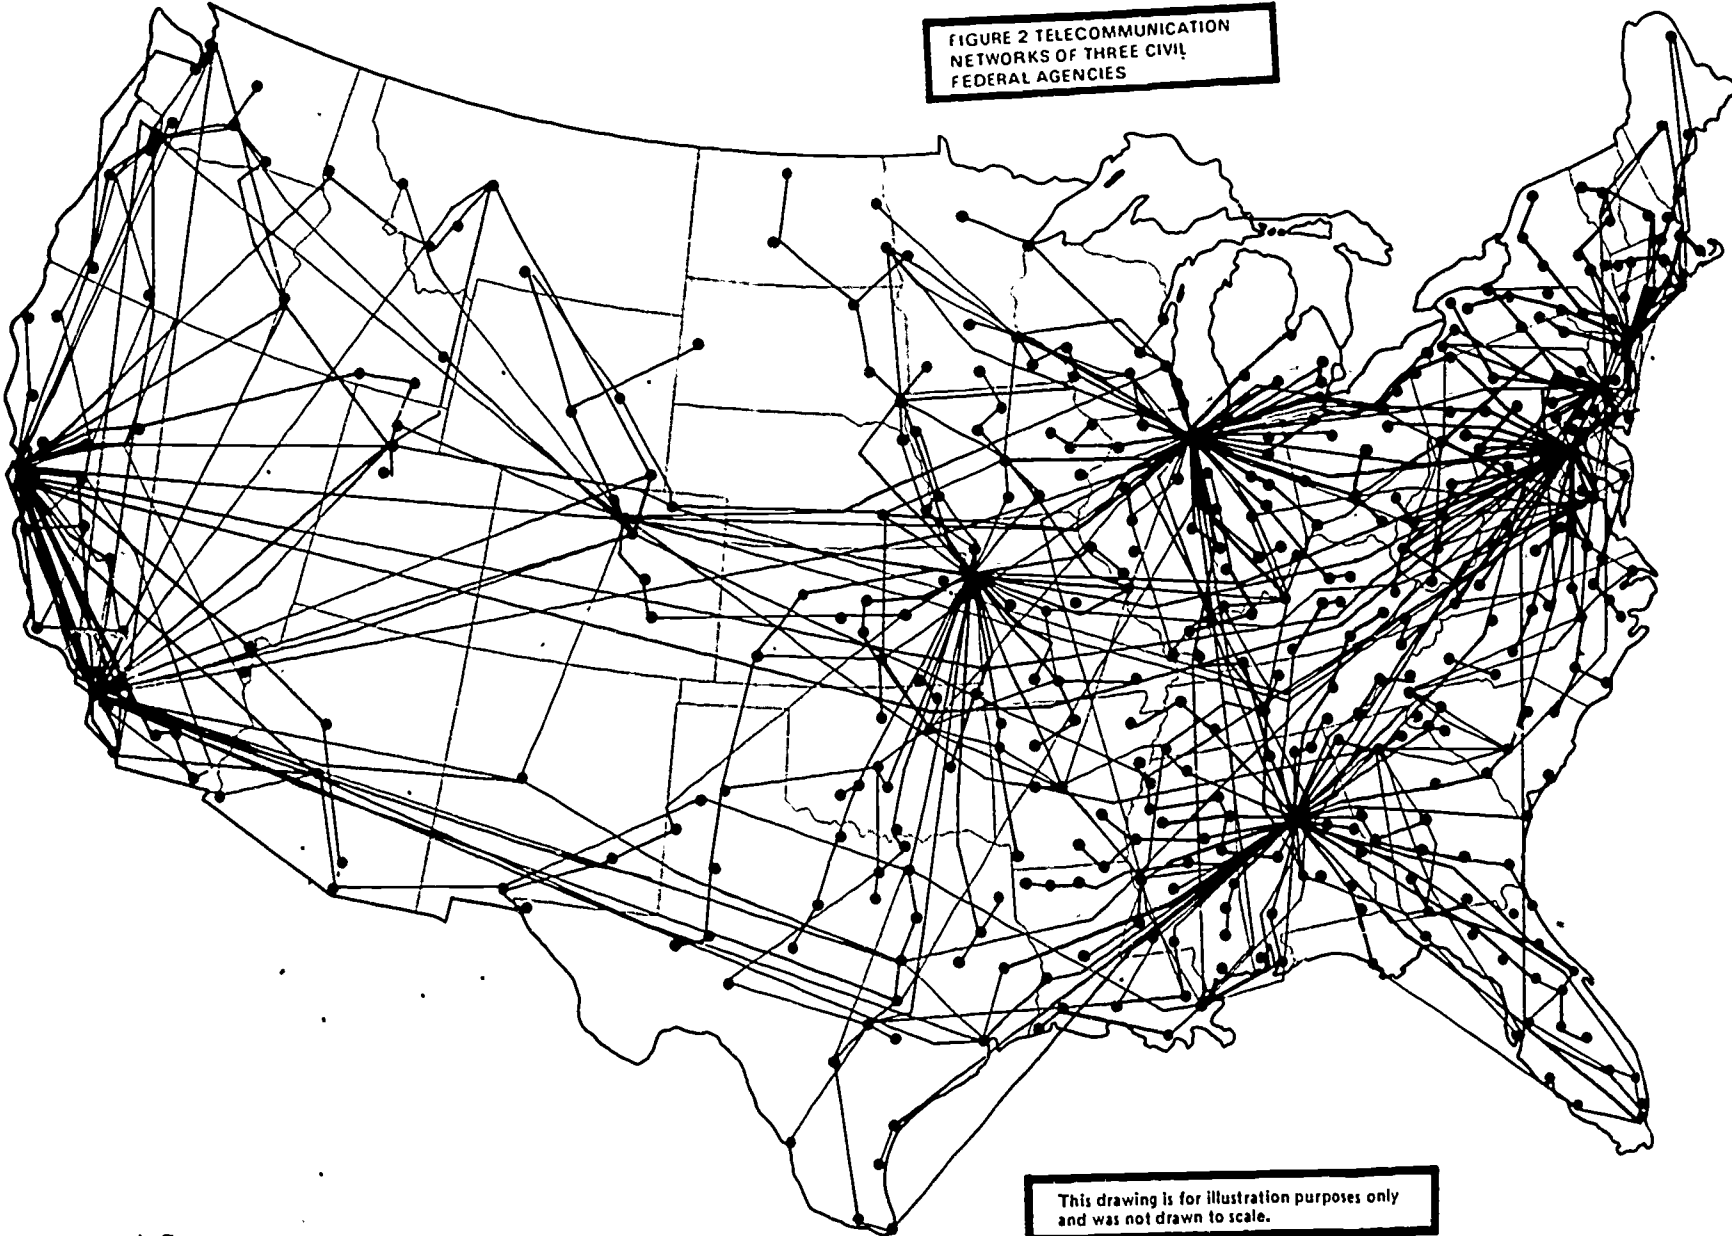 FIGURE 2 TELECOMMUNICATION
NETWORKS OF THREE CIVIL
FEDERAL AGENCIES
This drawing is for illustration purposes only
and was not drawn to scale.